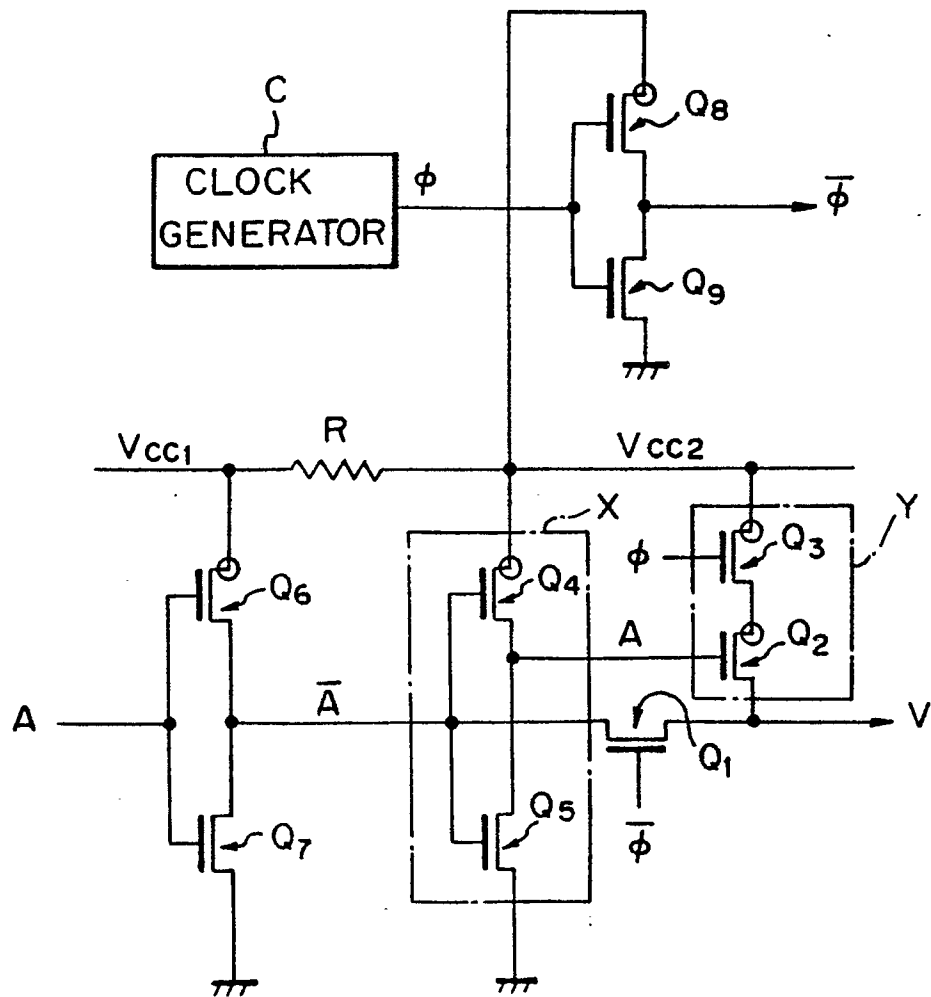 C
CLOCK
GENERATOR
ϕ
Q8
ϕ̅
Q9
VCC1
R
VCC2
X
Y
Q6
Q4
ϕ
Q3
A
Q2
A
A̅
V
Q1
Q7
Q5
ϕ̅